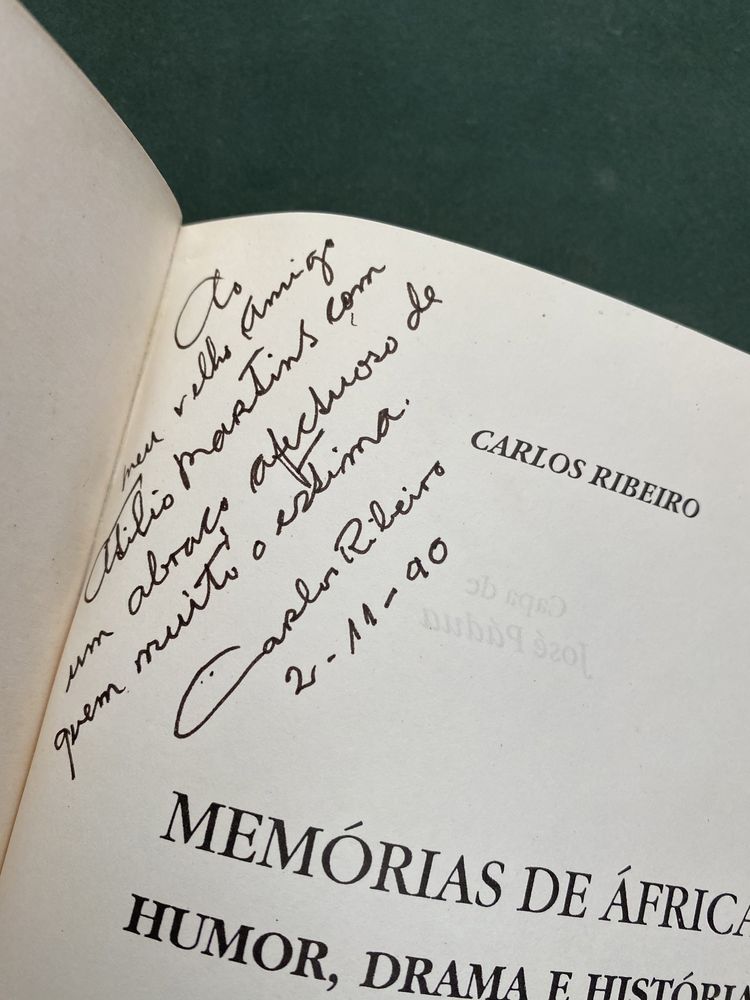 Ao
meu velho Amigo
Atílio Martins com
um abraço afectuoso de
quem muito o estima.
Carlos Ribeiro
2-11-90
CARLOS RIBEIRO
Capa de
José Pádua
MEMÓRIAS DE ÁFRICA
HUMOR, DRAMA E HISTÓRIA